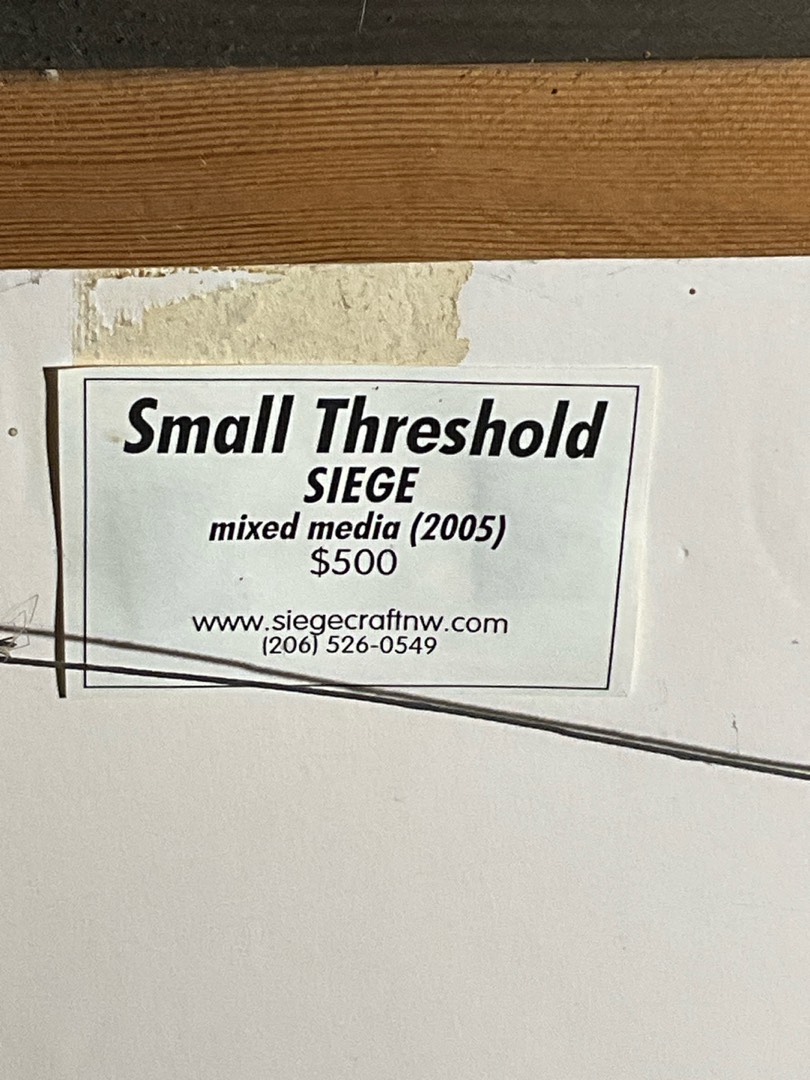 Small Threshold
SIEGE
mixed media (2005)
$500
www.siegecraftnw.com
(206) 526-0549